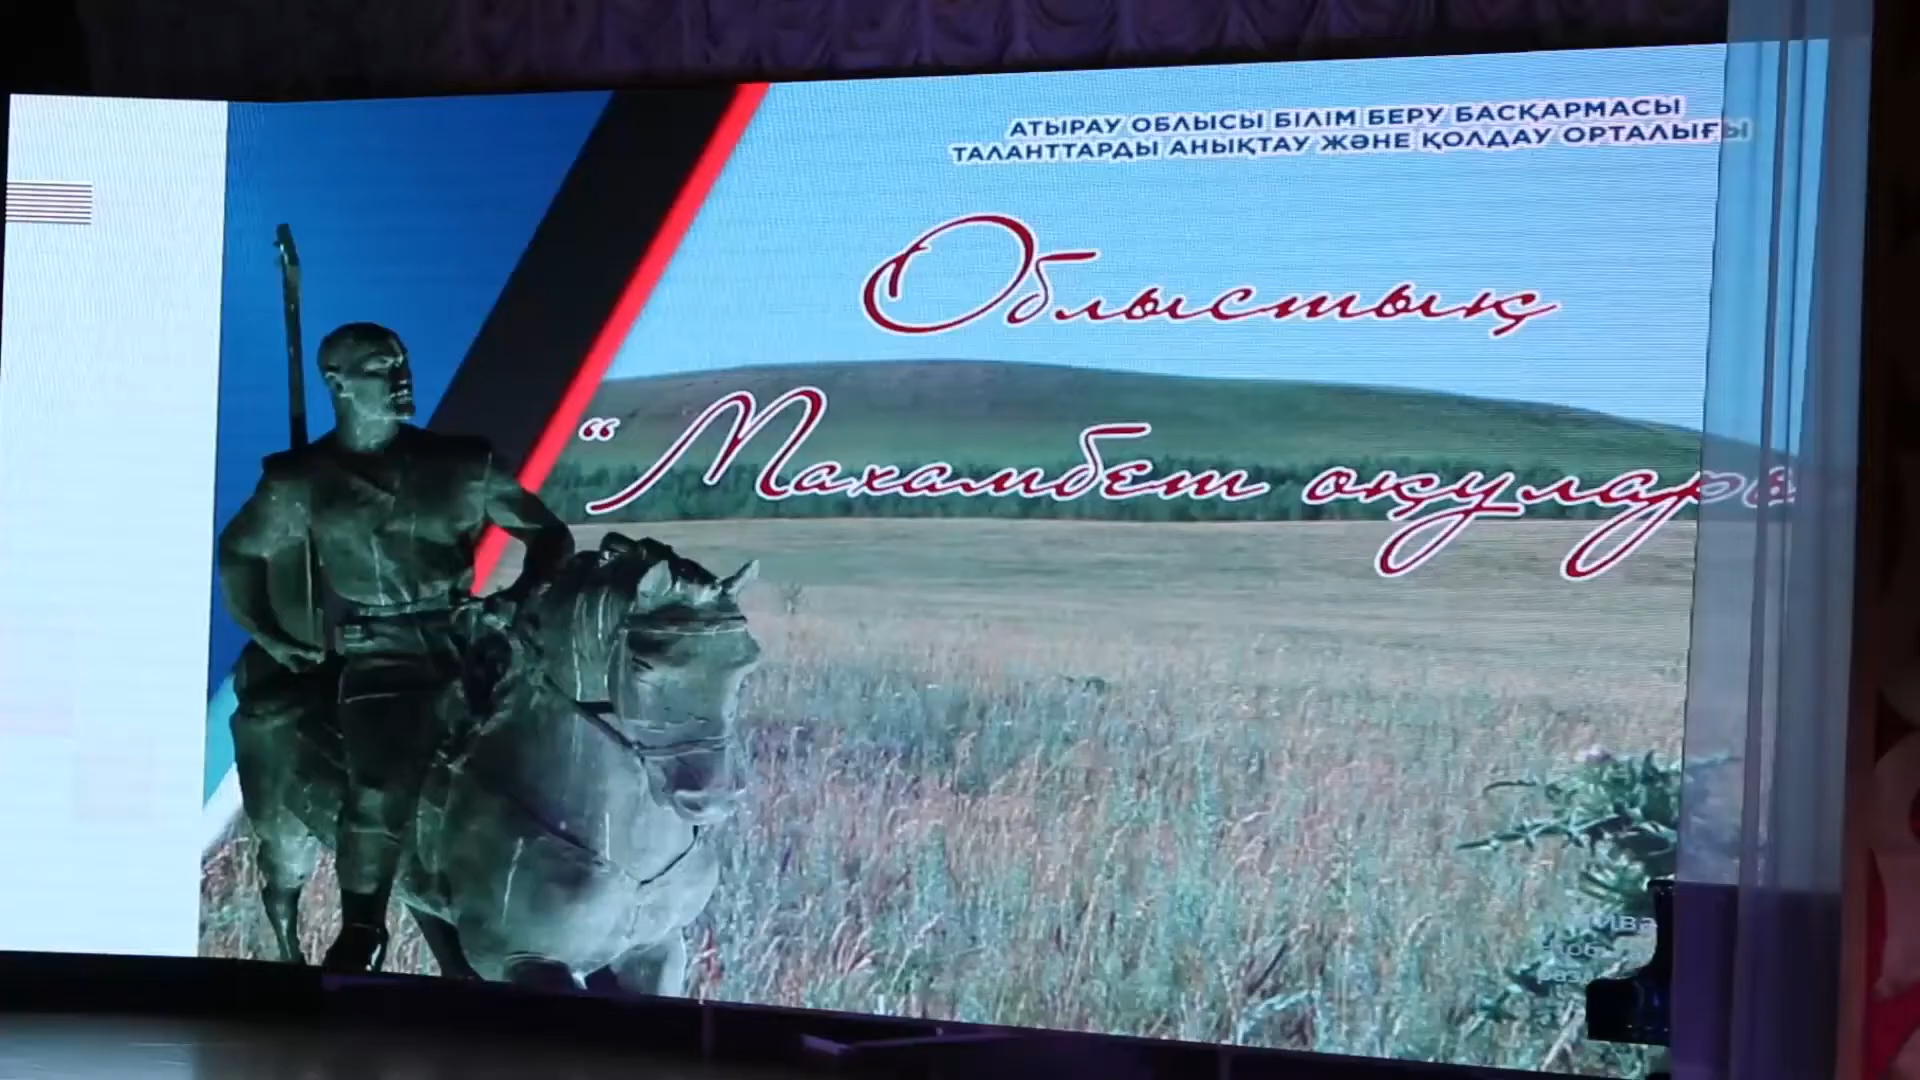 АТЫРАУ ОБЛЫСЫ БІЛІМ БЕРУ БАСҚАРМАСЫ
ТАЛАНТТАРДЫ АНЫҚТАУ ЖӘНЕ ҚОЛДАУ ОРТАЛЫҒЫ
Облыстық
“Махамбет оқулары